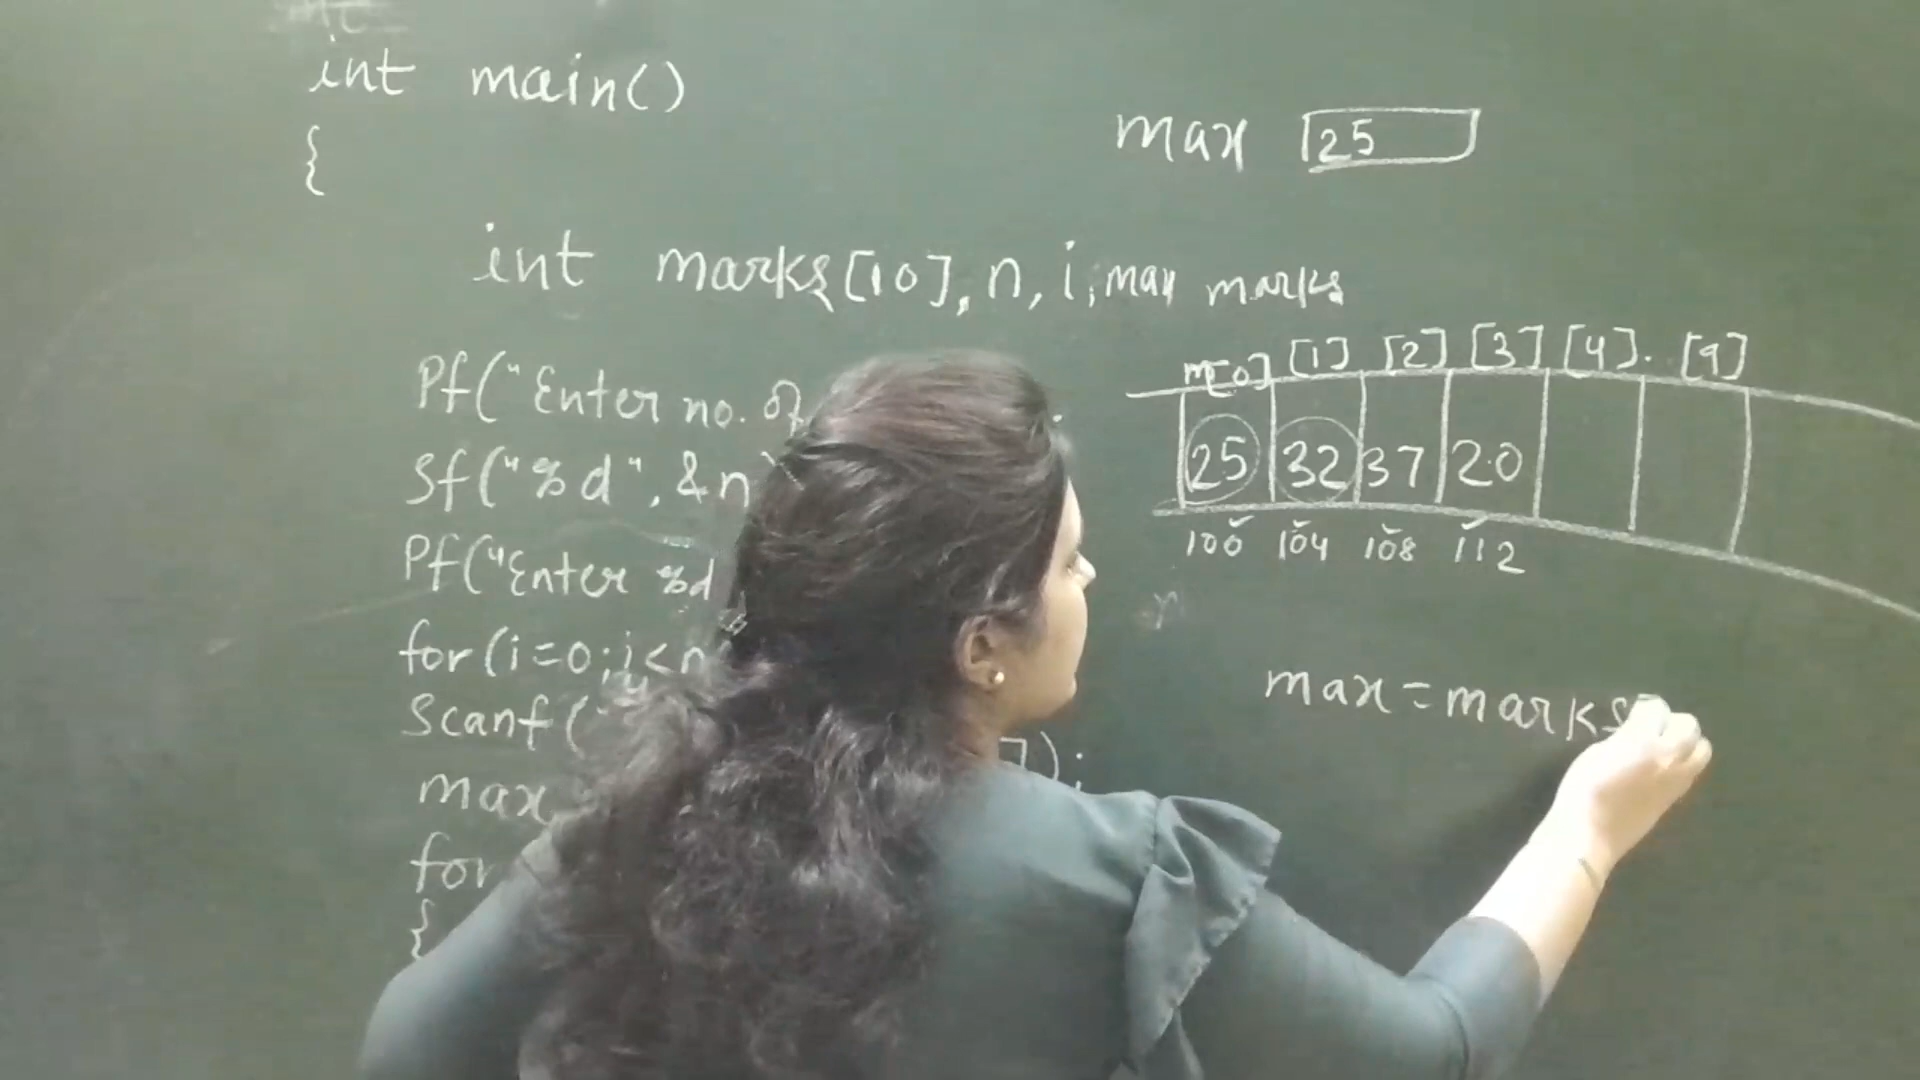 int main()
{
max 25
int marks[10], n, i, max marks
m[0] [1] [2] [3] [4]. [9]
25 32 37 20
100 104 108 112
Pf("Enter no. of
Sf("%d", &n)
Pf("Enter %d
for(i=0; i<n
Scanf("
]);
max = marks[
max
for
{